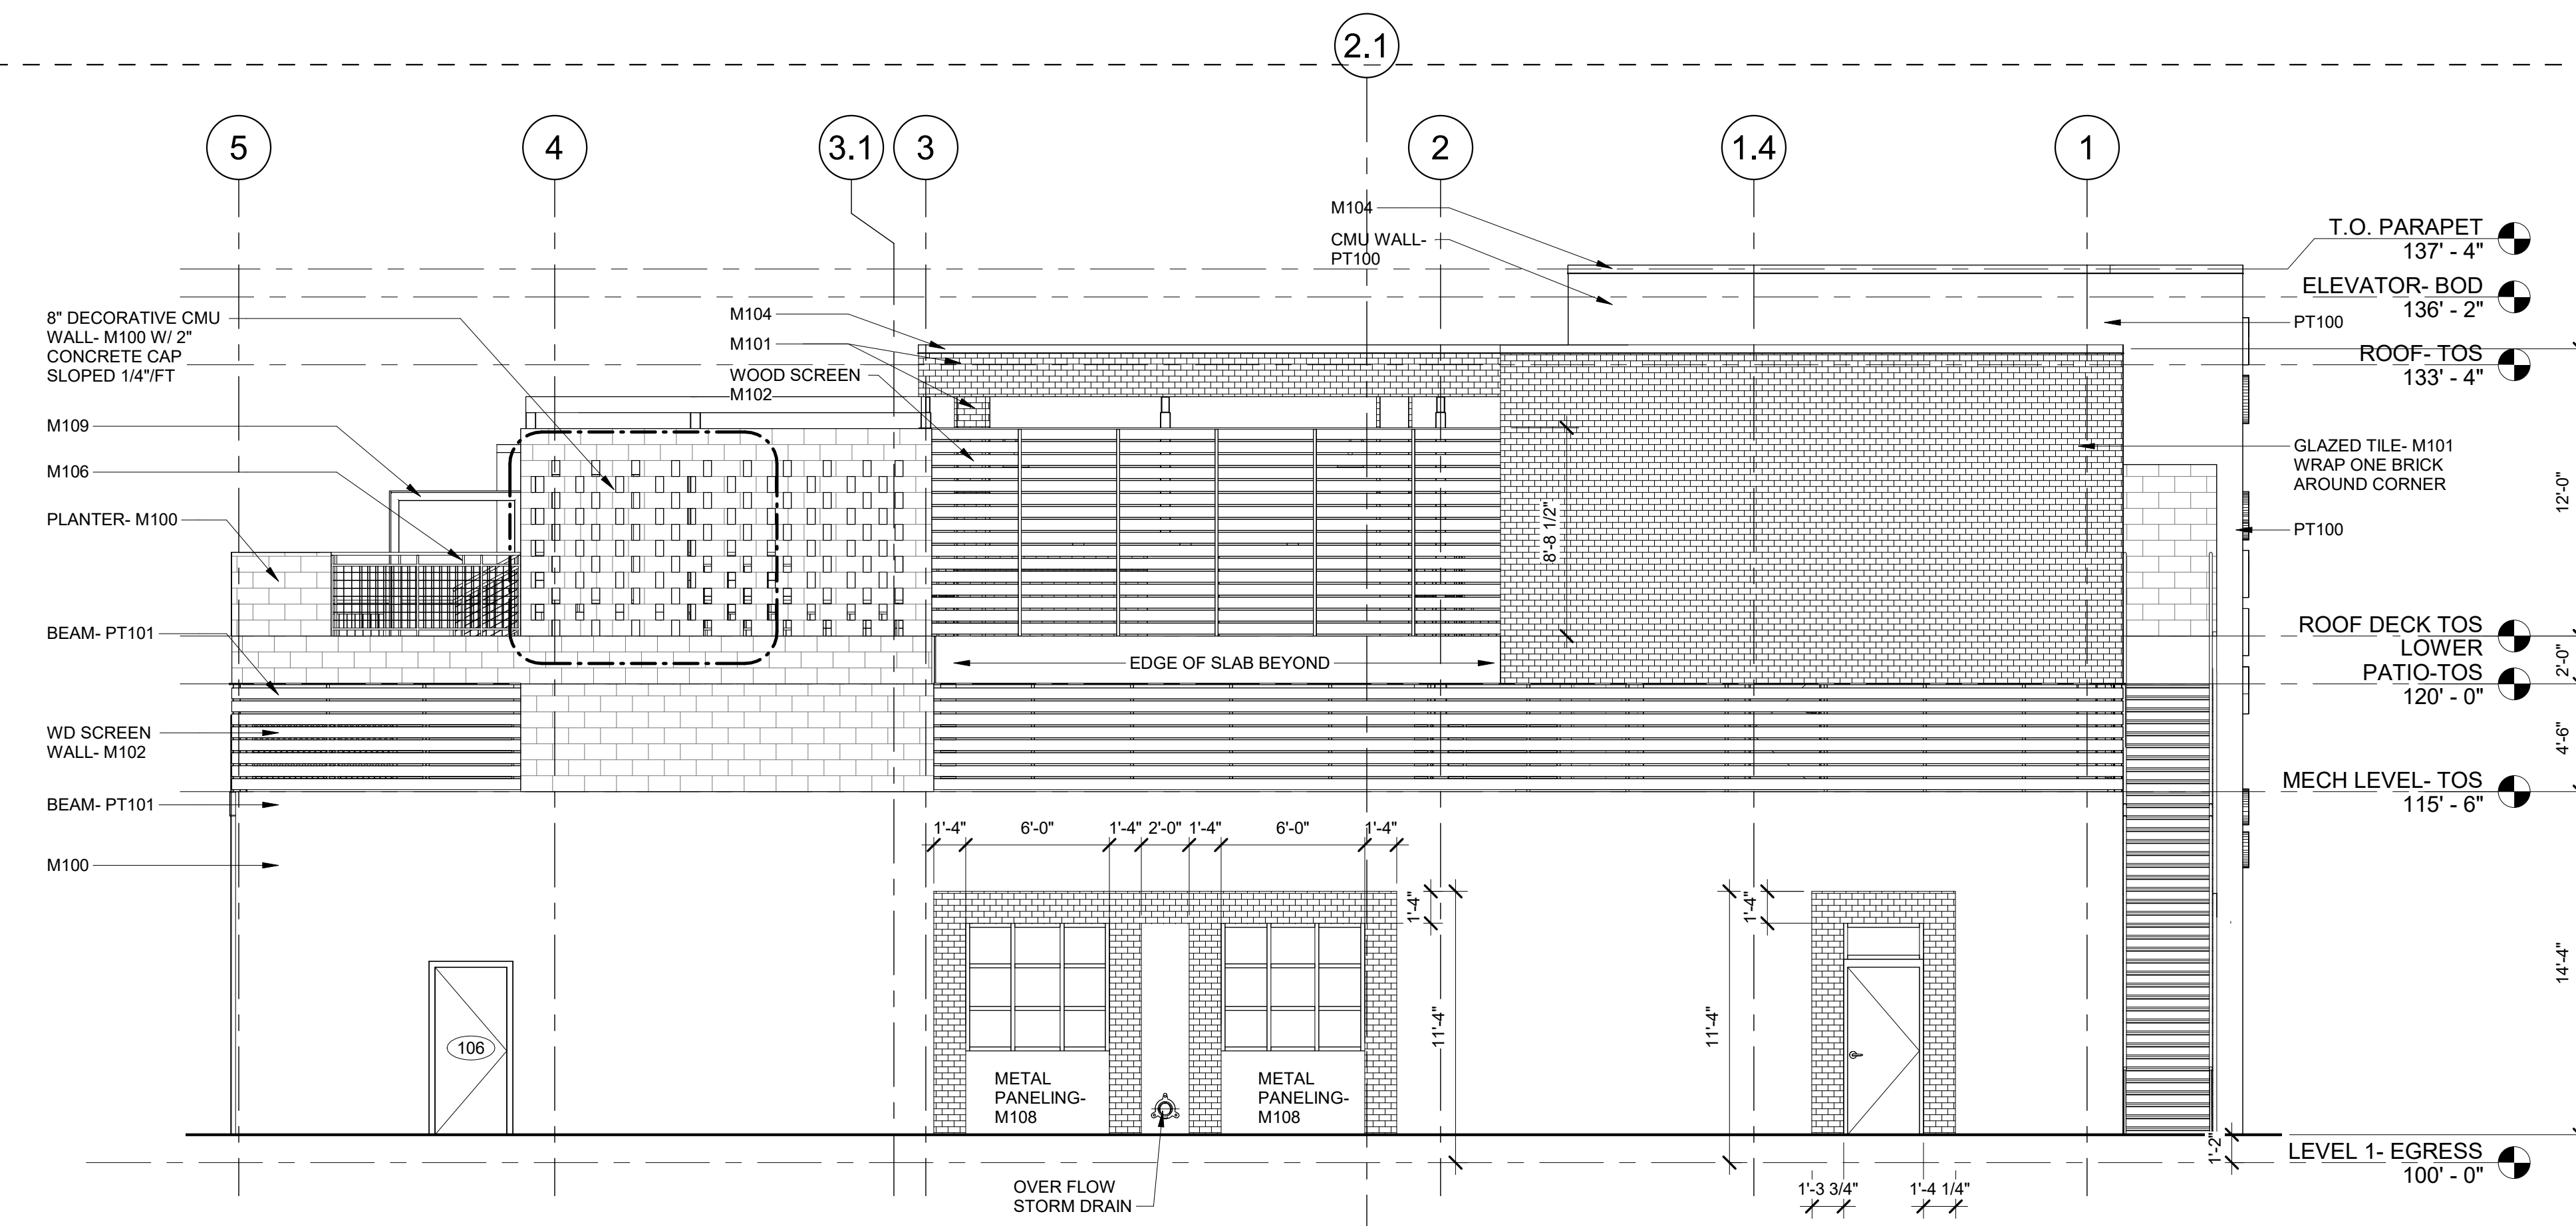 2.1
5
4
3.1
3
2
1.4
1
M104
CMU WALL-
PT100
T.O. PARAPET
137' - 4"
ELEVATOR- BOD
136' - 2"
PT100
ROOF- TOS
133' - 4"
8" DECORATIVE CMU
WALL- M100 W/ 2"
CONCRETE CAP
SLOPED 1/4"/FT
M104
M101
WOOD SCREEN
M102
M109
M106
PLANTER- M100
BEAM- PT101
WD SCREEN
WALL- M102
BEAM- PT101
M100
GLAZED TILE- M101
WRAP ONE BRICK
AROUND CORNER
PT100
12'-0"
8'-8 1/2"
EDGE OF SLAB BEYOND
ROOF DECK TOS
LOWER
2'-0"
PATIO-TOS
120' - 0"
4'-6"
MECH LEVEL- TOS
115' - 6"
1'-4"
6'-0"
1'-4"
2'-0"
1'-4"
6'-0"
1'-4"
1'-4"
11'-4"
11'-4"
1'-4"
14'-4"
106
METAL
PANELING-
M108
METAL
PANELING-
M108
OVER FLOW
STORM DRAIN
1'-3 3/4"
1'-4 1/4"
1'-2"
LEVEL 1- EGRESS
100' - 0"